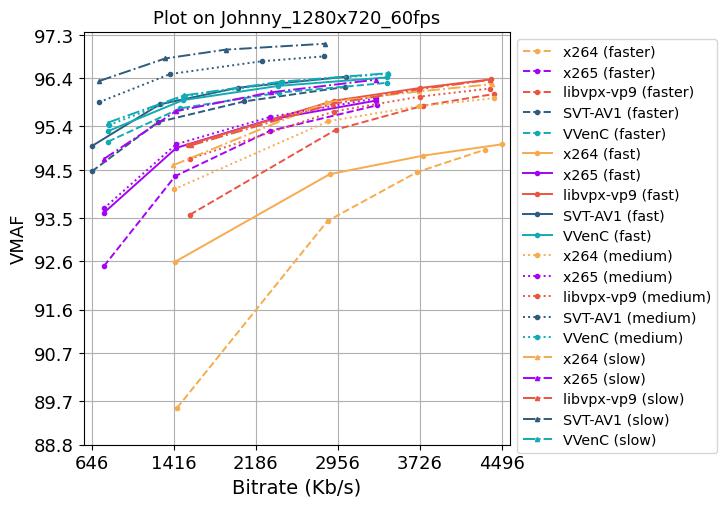 Plot on Johnny_1280x720_60fps
97.3
96.4
95.4
94.5
93.5
92.6
91.6
90.7
89.7
88.8
VMAF
646
1416
2186
2956
3726
4496
Bitrate (Kb/s)
x264 (faster)
x265 (faster)
libvpx-vp9 (faster)
SVT-AV1 (faster)
VVenC (faster)
x264 (fast)
x265 (fast)
libvpx-vp9 (fast)
SVT-AV1 (fast)
VVenC (fast)
x264 (medium)
x265 (medium)
libvpx-vp9 (medium)
SVT-AV1 (medium)
VVenC (medium)
x264 (slow)
x265 (slow)
libvpx-vp9 (slow)
SVT-AV1 (slow)
VVenC (slow)